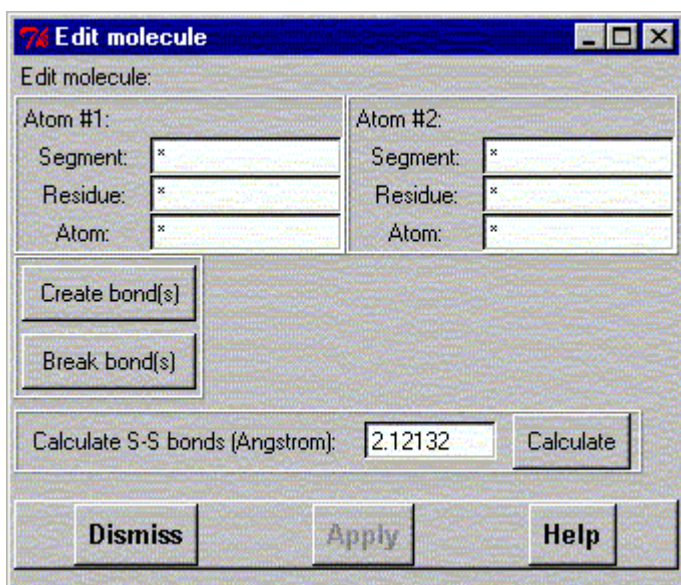 7k Edit molecule
Edit molecule:
Atom #1: Atom #2:
Segment: * Segment: *
Residue: * Residue: *
Atom: * Atom: *
Create bond(s)
Break bond(s)
Calculate S-S bonds (Angstrom): 2.12132 Calculate
Dismiss Apply Help